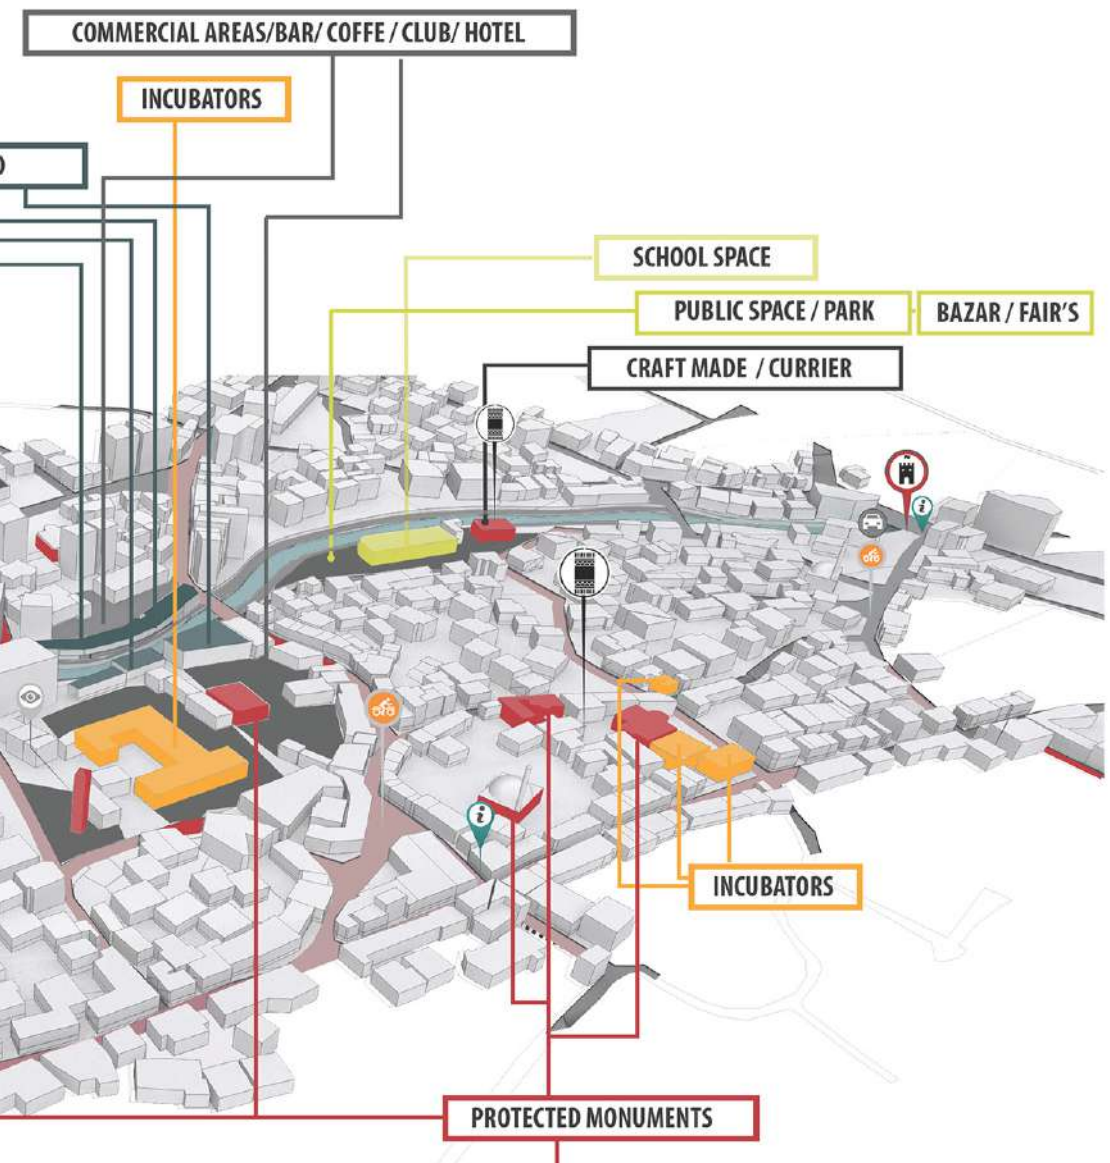 COMMERCIAL AREAS/BAR/ COFFE / CLUB/ HOTEL
INCUBATORS
SCHOOL SPACE
PUBLIC SPACE / PARK
BAZAR / FAIR'S
CRAFT MADE / CURRIER
i
i
INCUBATORS
PROTECTED MONUMENTS